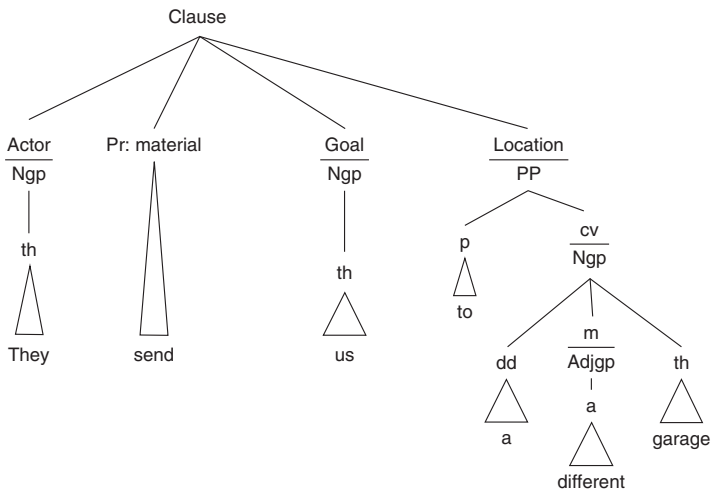 Clause
Actor Pr: material Goal Location
Ngp Ngp PP
th th p cv
Ngp
to
They send us dd m th
Adjgp
a a garage
different